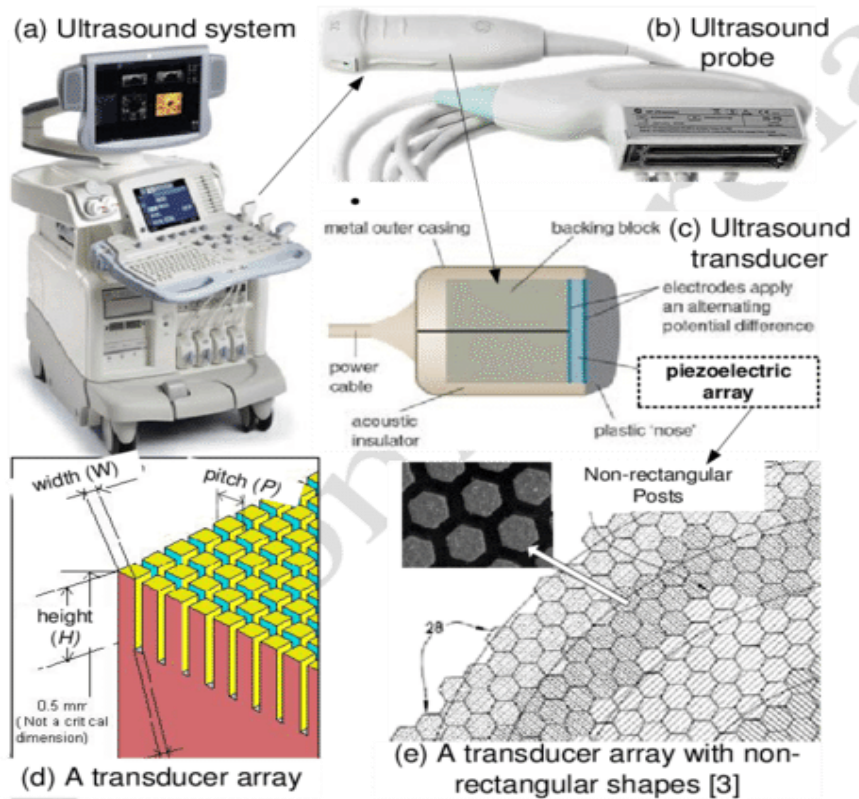 (a) Ultrasound system
(b) Ultrasound
probe
(c) Ultrasound
transducer
metal outer casing
backing block
electrodes apply
an alternating
potential difference
power
cable
piezoelectric
array
acoustic
insulator
plastic 'nose'
width (W)
pitch (P)
height
(H)
0.5 mrr
(Not a critcal
dimension)
(d) A transducer array
Non-rectangular
Posts
28
(e) A transducer array with non-
rectangular shapes [3]